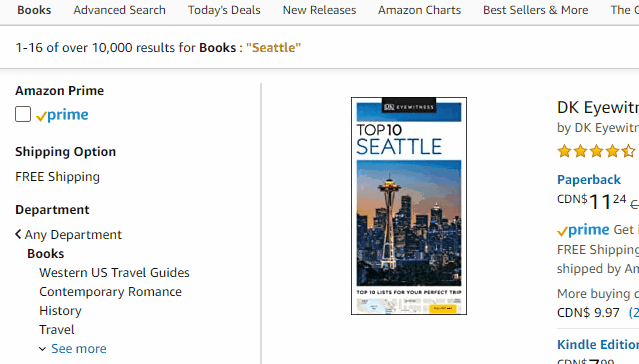 Books Advanced Search Today's Deals New Releases Amazon Charts Best Sellers & More The
1-16 of over 10,000 results for Books : "Seattle"
Amazon Prime
prime
Shipping Option
FREE Shipping
Department
Any Department
Books
Western US Travel Guides
Contemporary Romance
History
Travel
See more
DK EYEWITNESS
TOP 10
SEATTLE
TOP 10 LISTS FOR YOUR PERFECT TRIP
DK Eyewitn
by DK Eyewitn
Paperback
CDN$ 11 24
prime Get i
FREE Shipping
shipped by Am
More buying c
CDN$ 9.97 (2
Kindle Edition
CDN$ 7 99